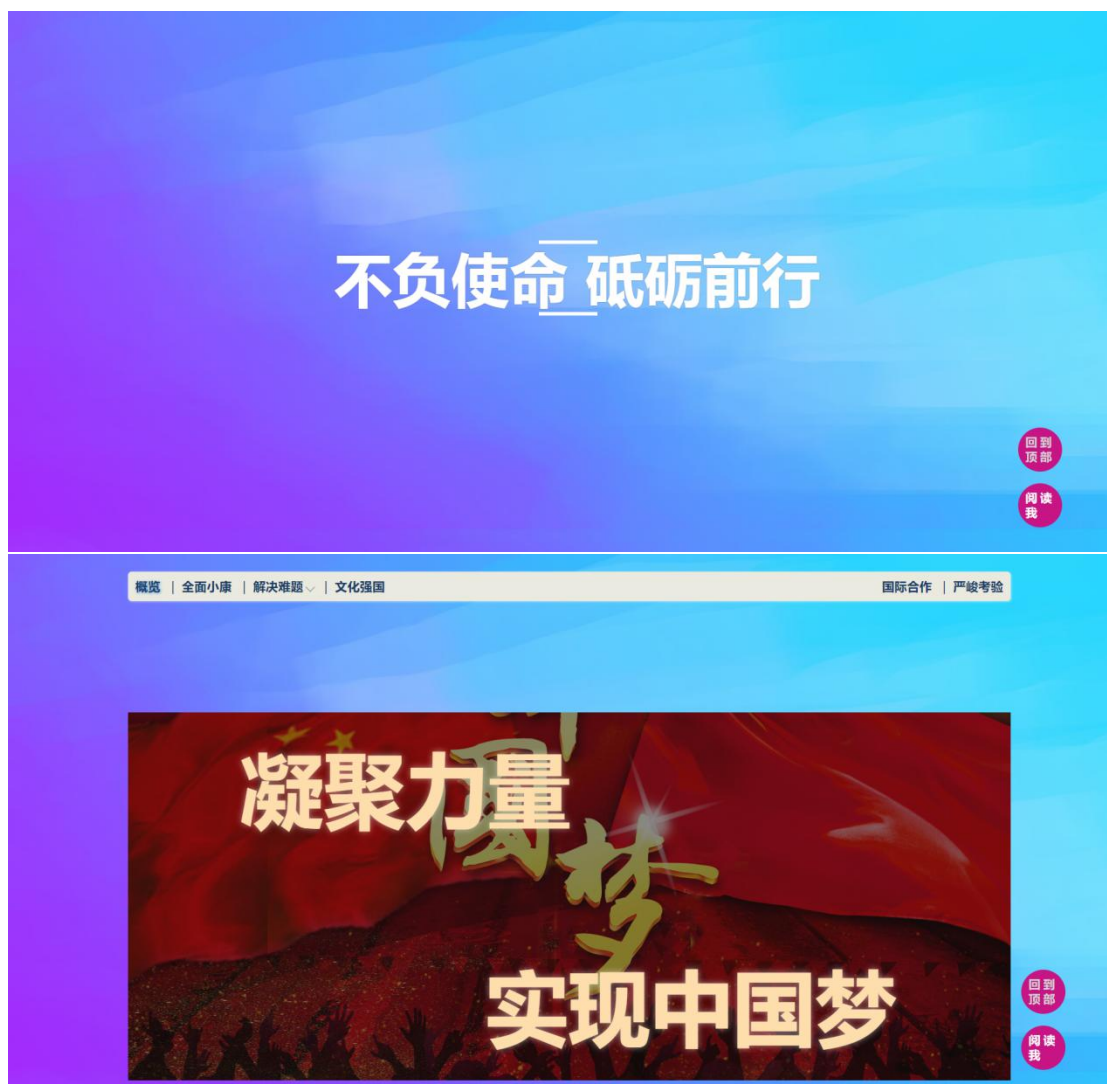 不负使命 砥砺前行
回到
顶部
阅读
我
概览 | 全面小康 | 解决难题 | 文化强国
国际合作 | 严峻考验
凝聚力量
國梦
实现中国梦
回到
顶部
阅读
我